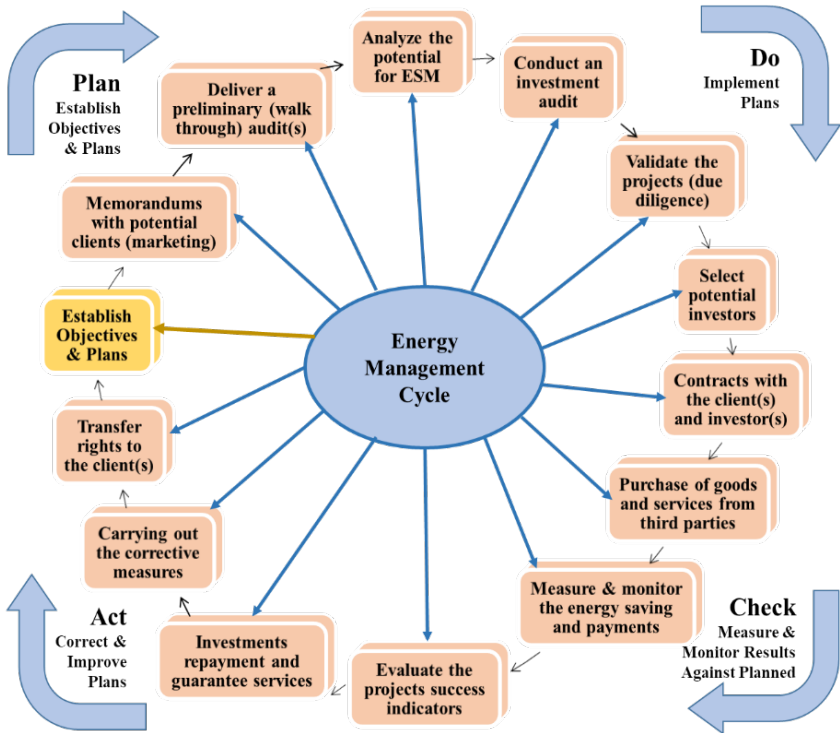 Plan
Establish
Objectives
& Plans
Do
Implement
Plans
Analyze the
potential
for ESM
Conduct an
investment
audit
Validate the
projects (due
diligence)
Select
potential
investors
Contracts with
the client(s)
and investor(s)
Purchase of goods
and services from
third parties
Measure & monitor
the energy saving
and payments
Evaluate the
projects success
indicators
Investments
repayment and
guarantee services
Carrying out
the corrective
measures
Transfer
rights to
the client(s)
Establish
Objectives
& Plans
Memorandums
with potential
clients (marketing)
Deliver a
preliminary (walk
through) audit(s)
Energy
Management
Cycle
Check
Measure &
Monitor Results
Against Planned
Act
Correct &
Improve
Plans